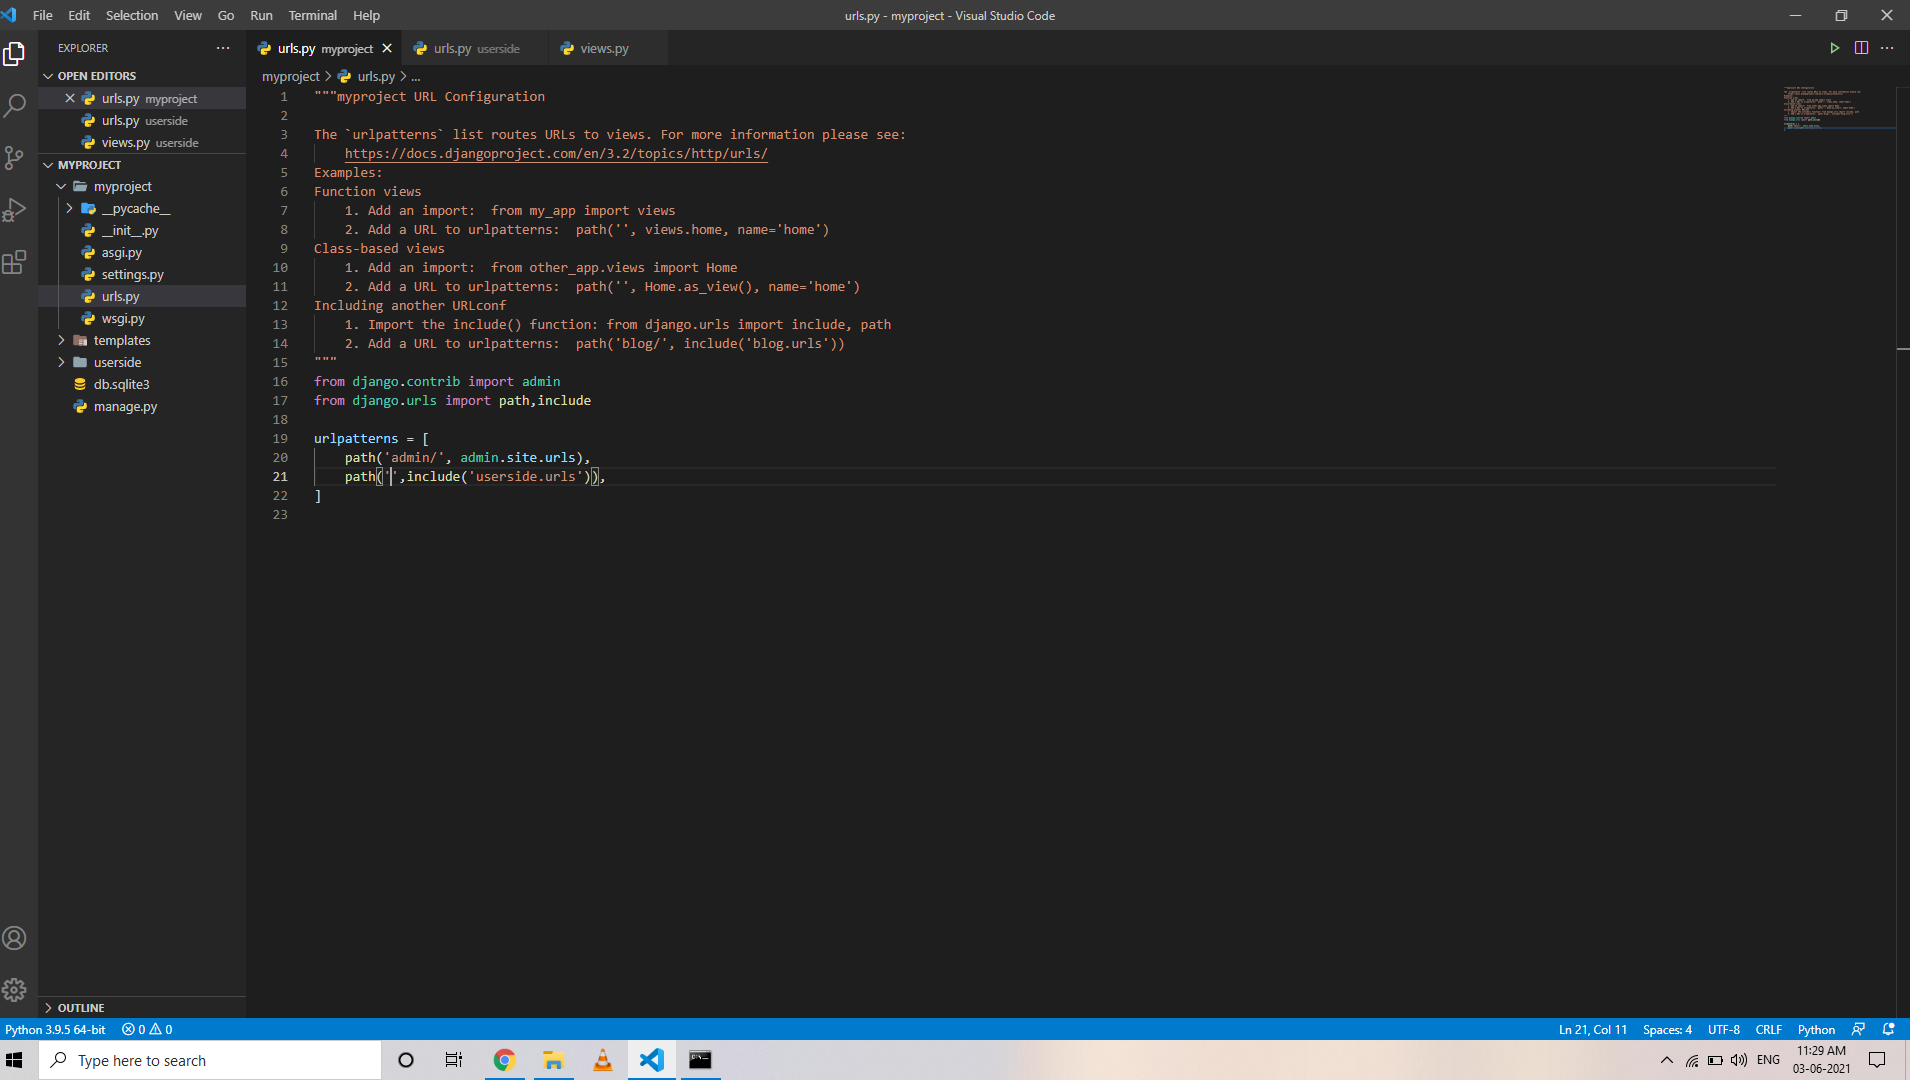 File Edit Selection View Go Run Terminal Help
urls.py - myproject - Visual Studio Code
EXPLORER
OPEN EDITORS
urls.py myproject
urls.py userside
views.py userside
MYPROJECT
myproject
__pycache__
__init__.py
asgi.py
settings.py
urls.py
wsgi.py
templates
userside
db.sqlite3
manage.py
OUTLINE
urls.py myproject urls.py userside views.py
myproject > urls.py > ...
1 """myproject URL Configuration
2
3 The `urlpatterns` list routes URLs to views. For more information please see:
4 https://docs.djangoproject.com/en/3.2/topics/http/urls/
5 Examples:
6 Function views
7 1. Add an import:  from my_app import views
8 2. Add a URL to urlpatterns:  path('', views.home, name='home')
9 Class-based views
10 1. Add an import:  from other_app.views import Home
11 2. Add a URL to urlpatterns:  path('', Home.as_view(), name='home')
12 Including another URLconf
13 1. Import the include() function: from django.urls import include, path
14 2. Add a URL to urlpatterns:  path('blog/', include('blog.urls'))
15 """
16 from django.contrib import admin
17 from django.urls import path,include
18
19 urlpatterns = [
20 path('admin/', admin.site.urls),
21 path('',include('userside.urls')),
22 ]
23
Python 3.9.5 64-bit 0 0 Ln 21, Col 11 Spaces: 4 UTF-8 CRLF Python
Type here to search
ENG
11:29 AM
03-06-2021